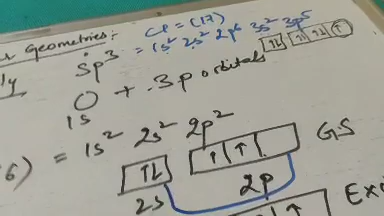 Geometries:
Cl = (17)
= 1s² 2s² 2p⁶ 3s² 3p⁵
Sp³
1s + 3p orbitals
6) = 1s² 2s² 2p²
GS
2s 2p